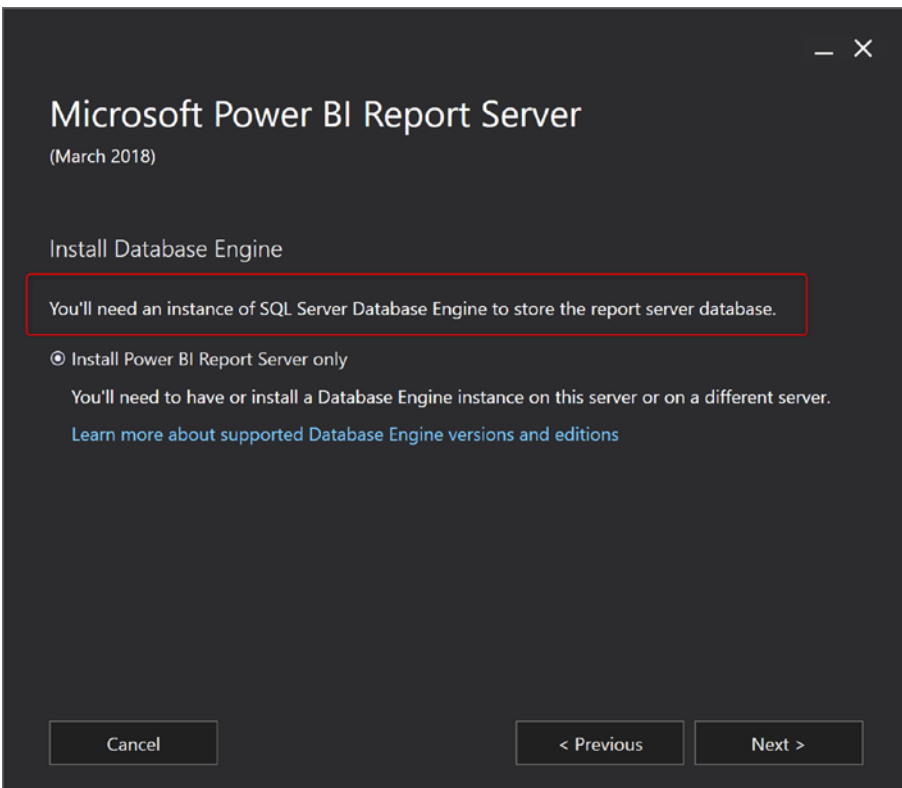 Microsoft Power BI Report Server
(March 2018)
Install Database Engine
You'll need an instance of SQL Server Database Engine to store the report server database.
Install Power BI Report Server only
You'll need to have or install a Database Engine instance on this server or on a different server.
Learn more about supported Database Engine versions and editions
Cancel
< Previous
Next >